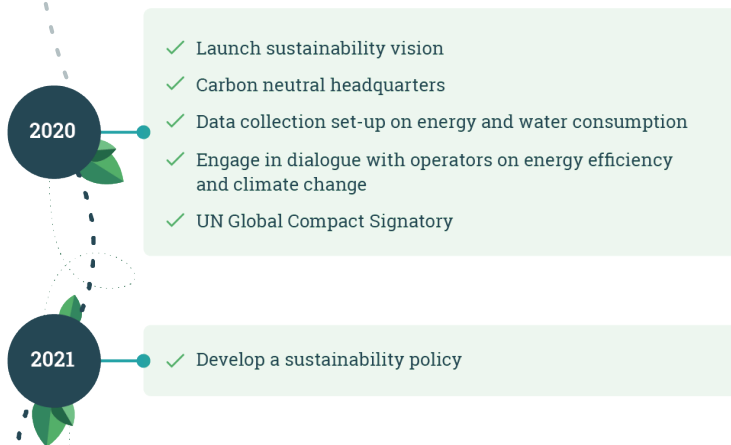 2020
Launch sustainability vision
Carbon neutral headquarters
Data collection set-up on energy and water consumption
Engage in dialogue with operators on energy efficiency
and climate change
UN Global Compact Signatory
2021
Develop a sustainability policy